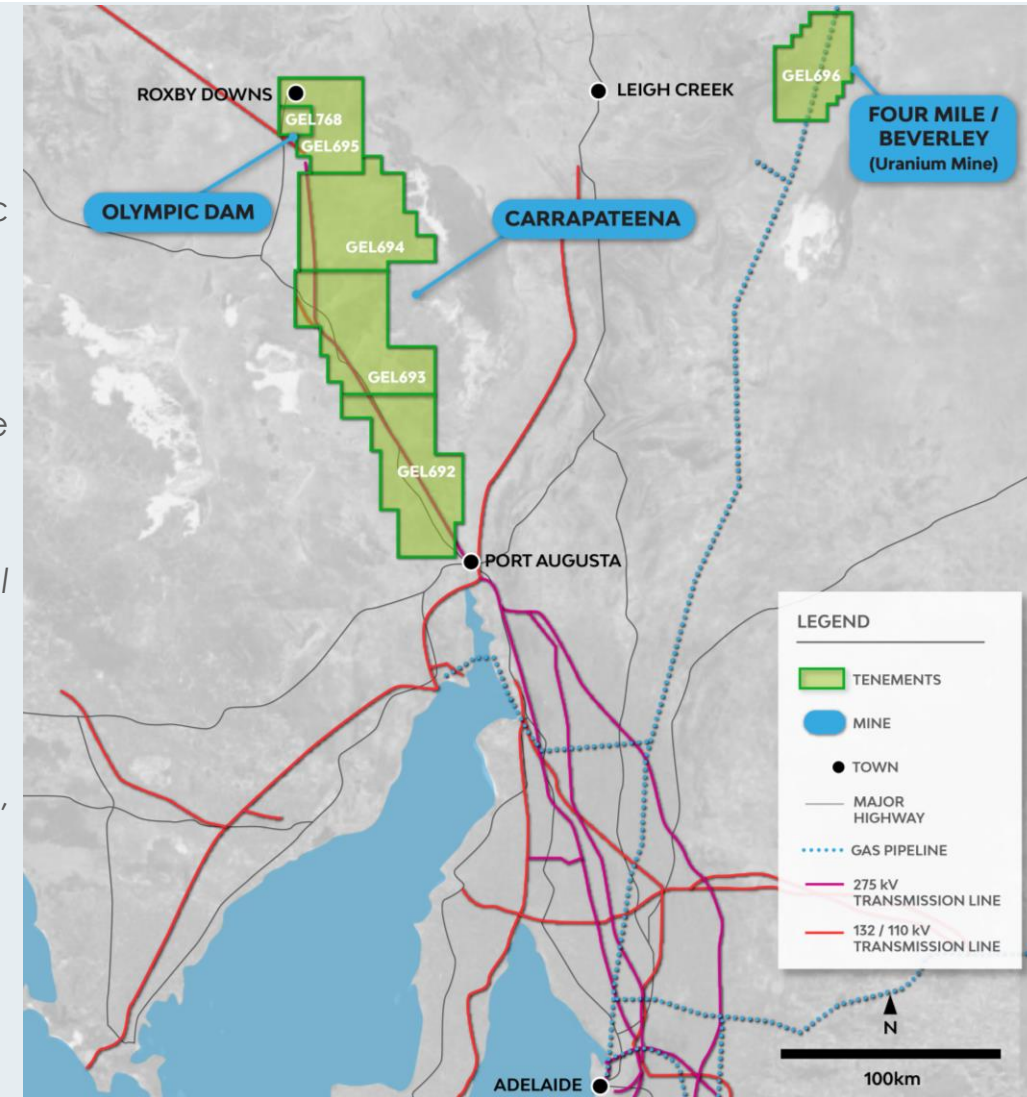 ROXBY DOWNS
LEIGH CREEK
GEL696
GEL768
GEL695
FOUR MILE /
BEVERLEY
(Uranium Mine)
OLYMPIC DAM
CARRAPATEENA
GEL694
GEL693
GEL692
PORT AUGUSTA
LEGEND
TENEMENTS
MINE
TOWN
MAJOR
HIGHWAY
GAS PIPELINE
275 kV
TRANSMISSION LINE
132 / 110 kV
TRANSMISSION LINE
N
100km
ADELAIDE